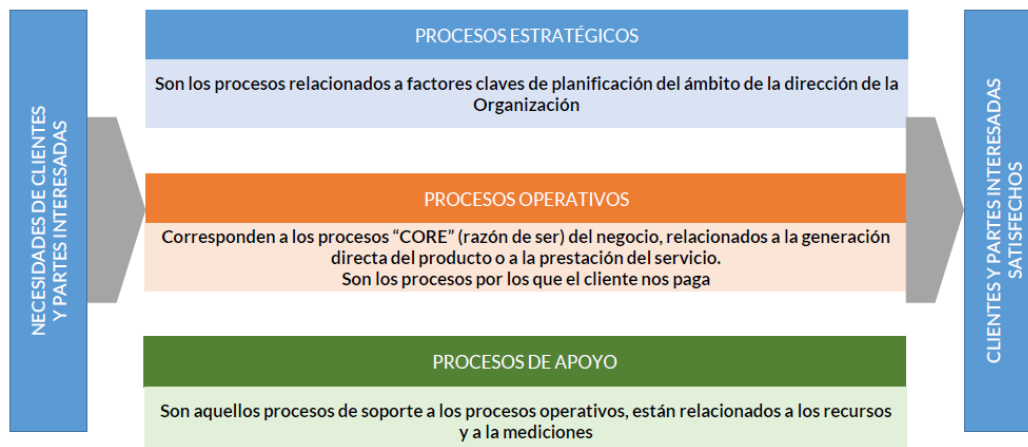 NECESIDADES DE CLIENTES
Y PARTES INTERESADAS
PROCESOS ESTRATÉGICOS
Son los procesos relacionados a factores claves de planificación del ámbito de la dirección de la
Organización
PROCESOS OPERATIVOS
Corresponden a los procesos “CORE” (razón de ser) del negocio, relacionados a la generación
directa del producto o a la prestación del servicio.
Son los procesos por los que el cliente nos paga
PROCESOS DE APOYO
Son aquellos procesos de soporte a los procesos operativos, están relacionados a los recursos
y a la mediciones
CLIENTES Y PARTES INTERESADAS
SATISFECHOS